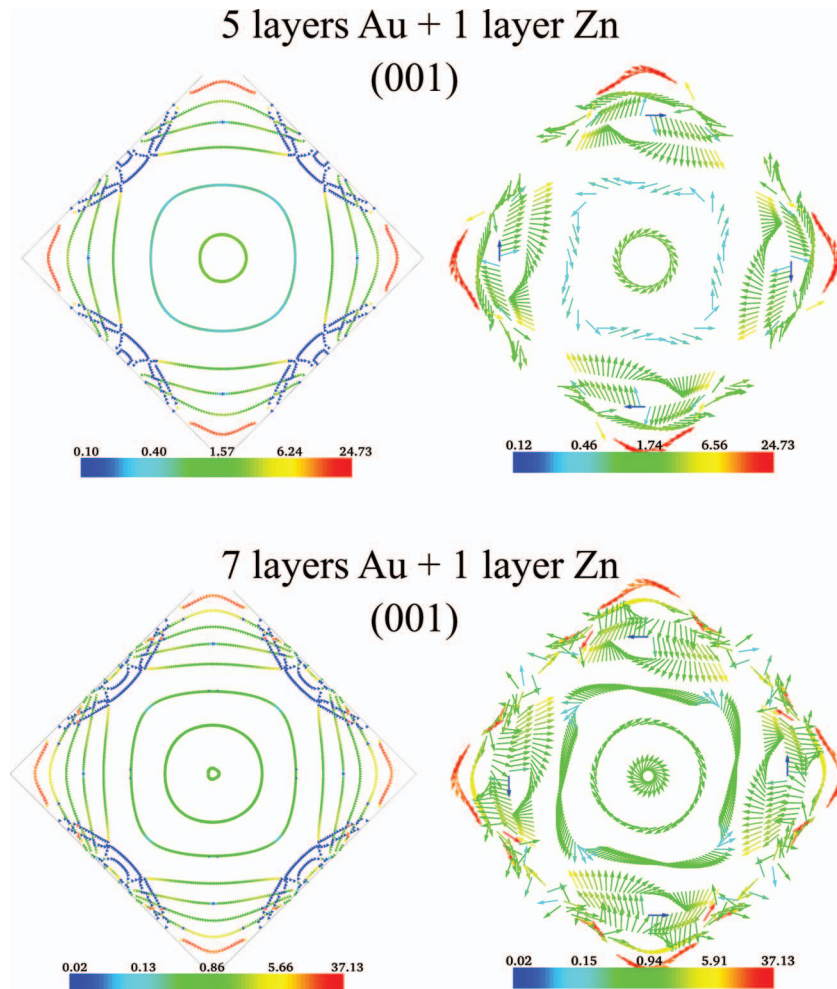 5 layers Au + 1 layer Zn
(001)
0.10 0.40 1.57 6.24 24.73
0.12 0.46 1.74 6.56 24.73
7 layers Au + 1 layer Zn
(001)
0.02 0.13 0.86 5.66 37.13
0.02 0.15 0.94 5.91 37.13